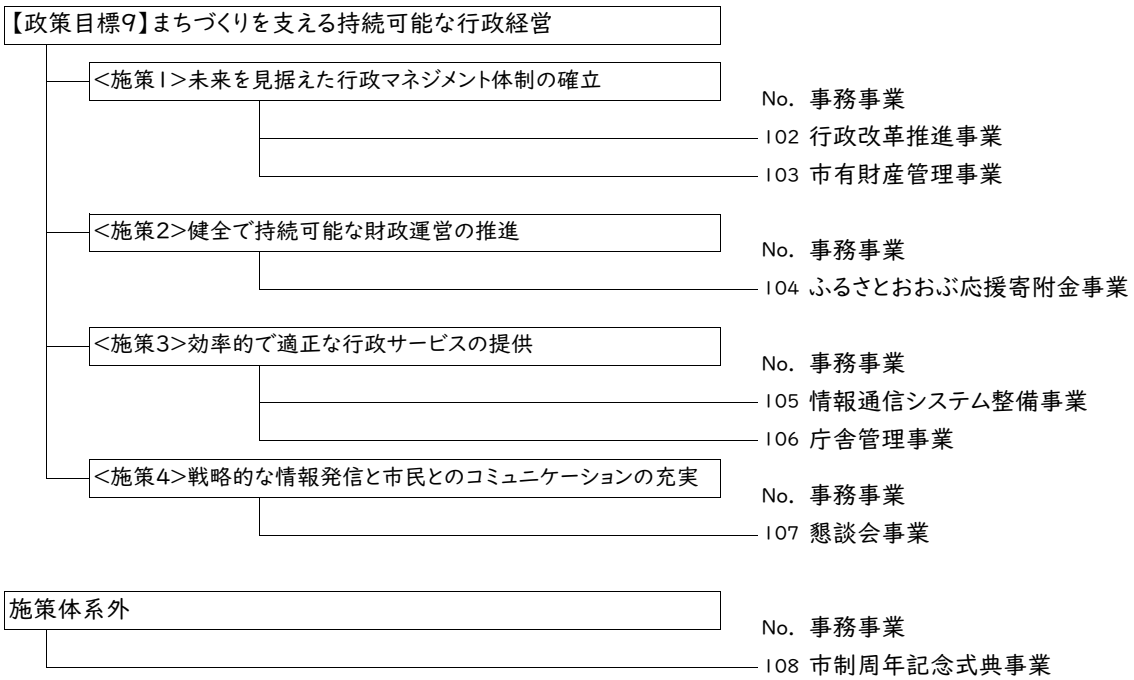 【政策目標9】まちづくりを支える持続可能な行政経営
<施策1>未来を見据えた行政マネジメント体制の確立
No. 事務事業
102 行政改革推進事業
103 市有財産管理事業
<施策2>健全で持続可能な財政運営の推進
No. 事務事業
104 ふるさとおおぶ応援寄附金事業
<施策3>効率的で適正な行政サービスの提供
No. 事務事業
105 情報通信システム整備事業
106 庁舎管理事業
<施策4>戦略的な情報発信と市民とのコミュニケーションの充実
No. 事務事業
107 懇談会事業
施策体系外
No. 事務事業
108 市制周年記念式典事業